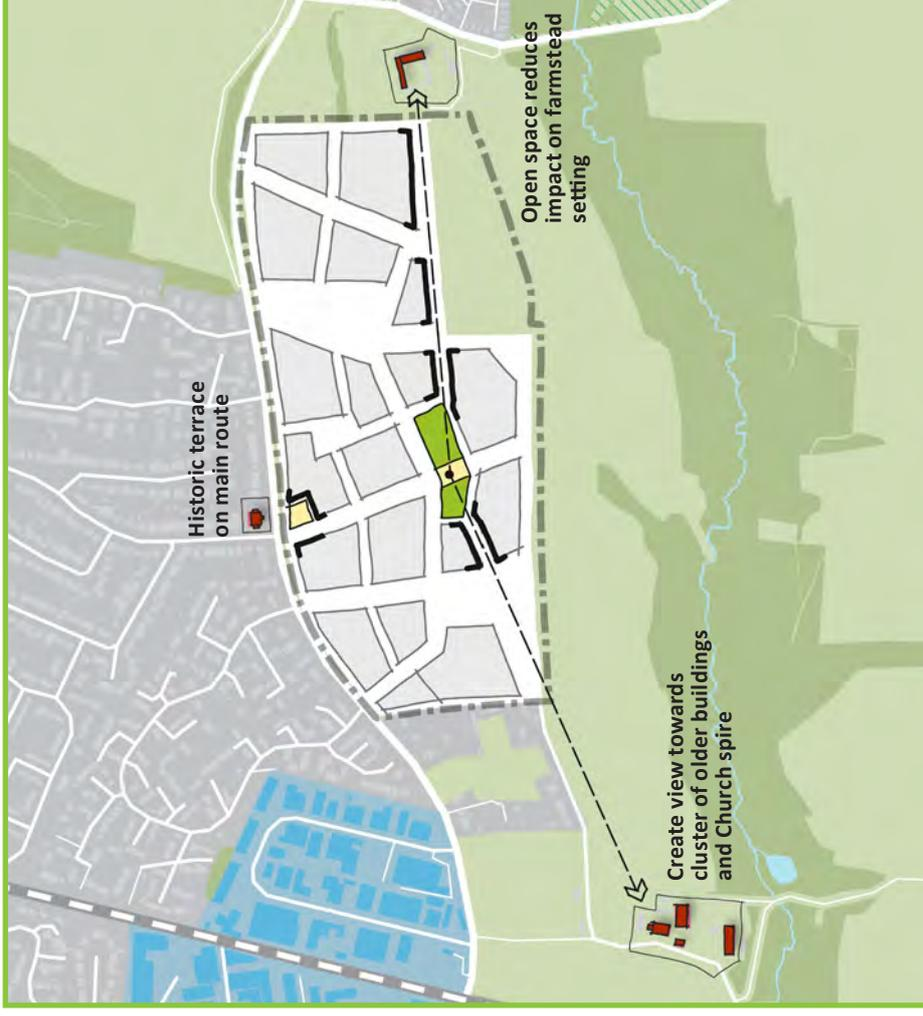 Historic terrace
on main route
Open space reduces
impact on farmstead
setting
Create view towards
cluster of older buildings
and Church spire